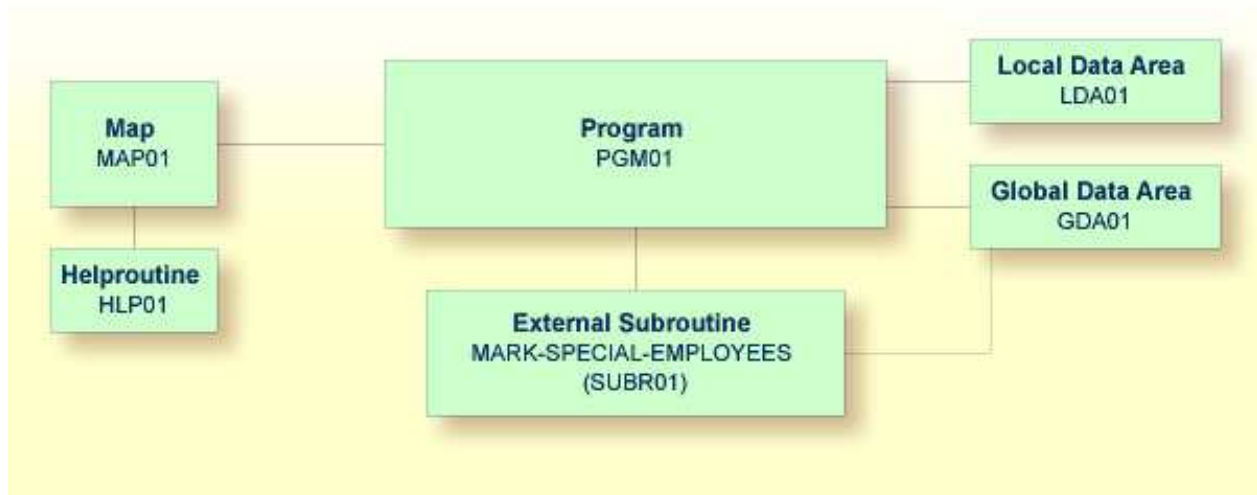 Map
MAP01
Helproutine
HLP01
Program
PGM01
External Subroutine
MARK-SPECIAL-EMPLOYEES
(SUBR01)
Local Data Area
LDA01
Global Data Area
GDA01